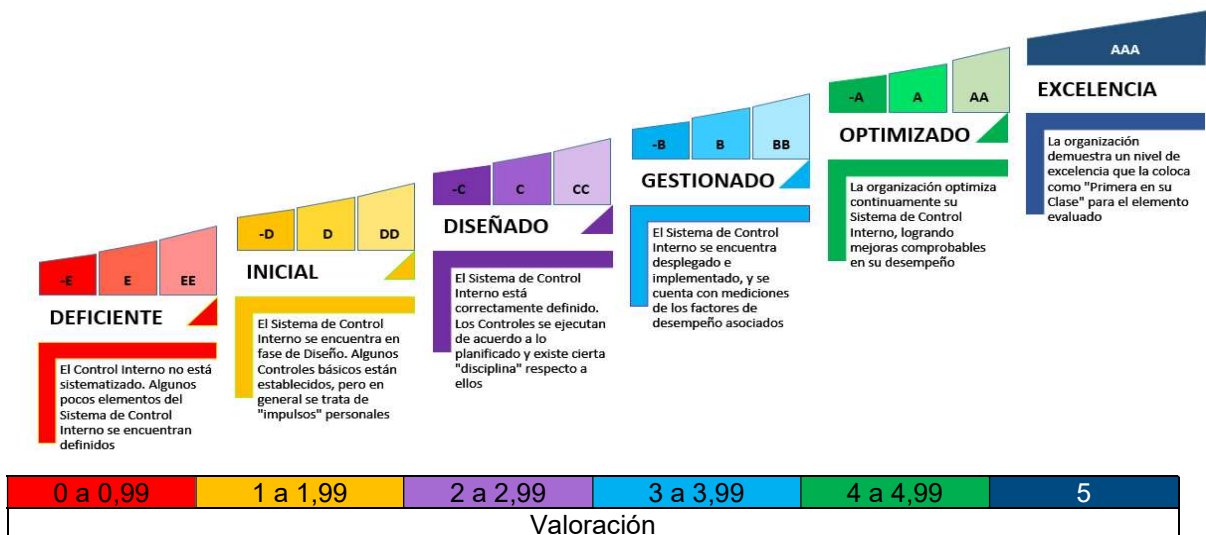 -E E EE
DEFICIENTE
El Control Interno no está
sistematizado. Algunos
pocos elementos del
Sistema de Control
Interno se encuentran
definidos
-D D DD
INICIAL
El Sistema de Control
Interno se encuentra en
fase de Diseño. Algunos
Controles básicos están
establecidos, pero en
general se trata de
"impulsos" personales
-C C CC
DISEÑADO
El Sistema de Control
Interno está
correctamente definido.
Los Controles se ejecutan
de acuerdo a lo
planificado y existe cierta
"disciplina" respecto a
ellos
-B B BB
GESTIONADO
El Sistema de Control
Interno se encuentra
desplegado e
implementado, y se
cuenta con mediciones
de los factores de
desempeño asociados
-A A AA
OPTIMIZADO
La organización optimiza
continuamente su
Sistema de Control
Interno, logrando
mejoras comprobables
en su desempeño
AAA
EXCELENCIA
La organización
demuestra un nivel de
excelencia que la coloca
como "Primera en su
Clase" para el elemento
evaluado
0 a 0,99 1 a 1,99 2 a 2,99 3 a 3,99 4 a 4,99 5
Valoración